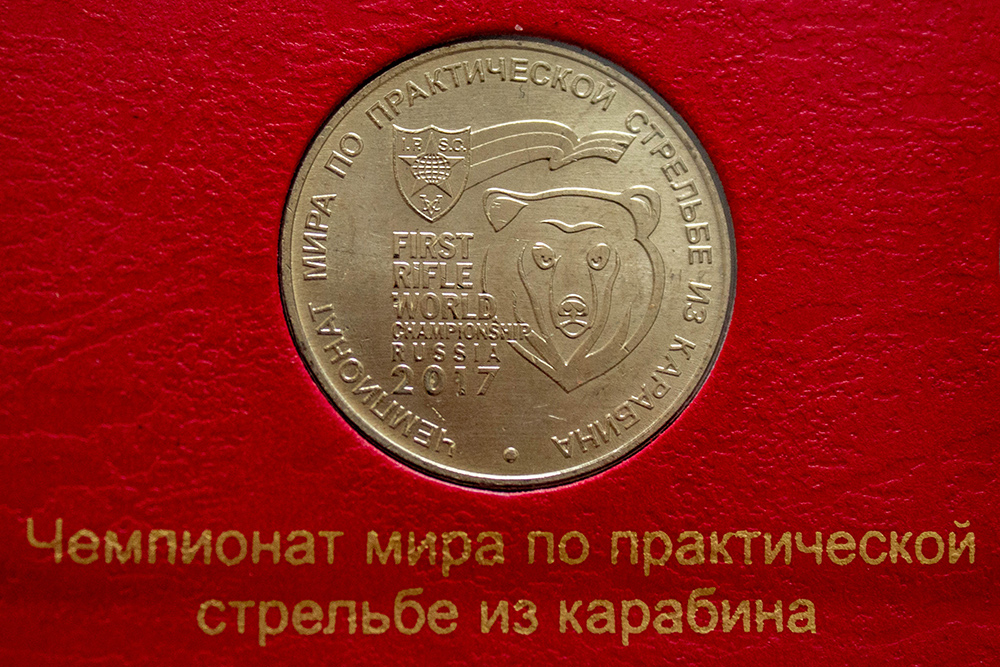 ЧЕМПИОНАТ МИРА ПО ПРАКТИЧЕСКОЙ СТРЕЛЬБЕ ИЗ КАРАБИНА
I.P.S.C.
FIRST
RIFLE
WORLD
CHAMPIONSHIP
RUSSIA
2017
Чемпионат мира по практической
стрельбе из карабина